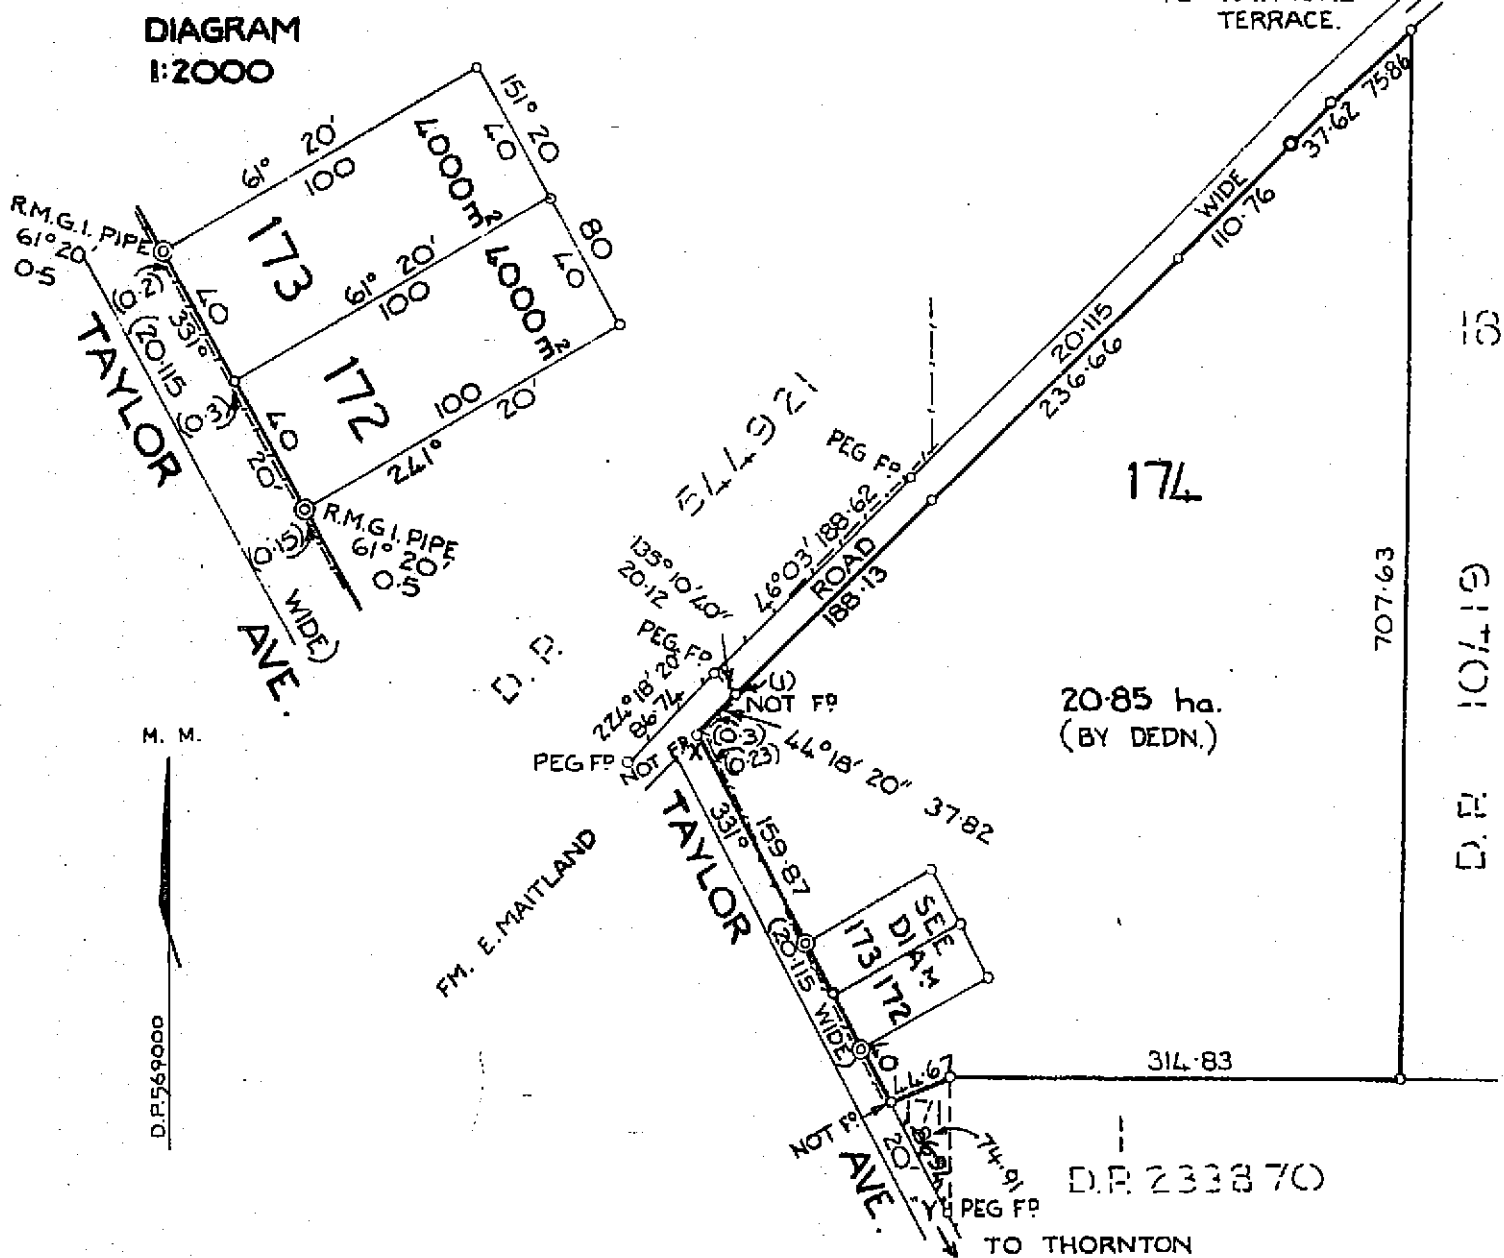 DIAGRAM
1:2000
TERRACE.
151° 20
40
61° 20'
100
4000m²
173
R.M.G.I. PIPE
61° 20'
0.5
(0.2)
40
331°
(20.115
(0.3)
TAYLOR
61° 20'
100
80
40
4000m²
172
40
20'
100
241° 20'
R.M.G.I. PIPE
61° 20'
0.5
(0.15)
WIDE)
AVE.
75.86
37.62
WIDE
110.76
20.115
236.66
544921
D.P.
PEG FD
46°03' 188.62
ROAD
188.13
135° 10' 40"
20.12
PEG FD
224° 18' 20"
86.74
PEG FD
NOT FD
NOT FD
'X'
(0.3)
(0.23)
44° 18' 20" 37.82
174
20.85 ha.
(BY DEDN.)
707.63
D.P. 10719
M. M.
D.P.569000
FM. E. MAITLAND
TAYLOR
331°
159.87
(20.115
WIDE)
SEE
DIAM
173
172
40
44.67
314.83
NOT FD
171
20'
AVE.
74.91
"Y"
PEG FD
D.P. 233870
TO THORNTON